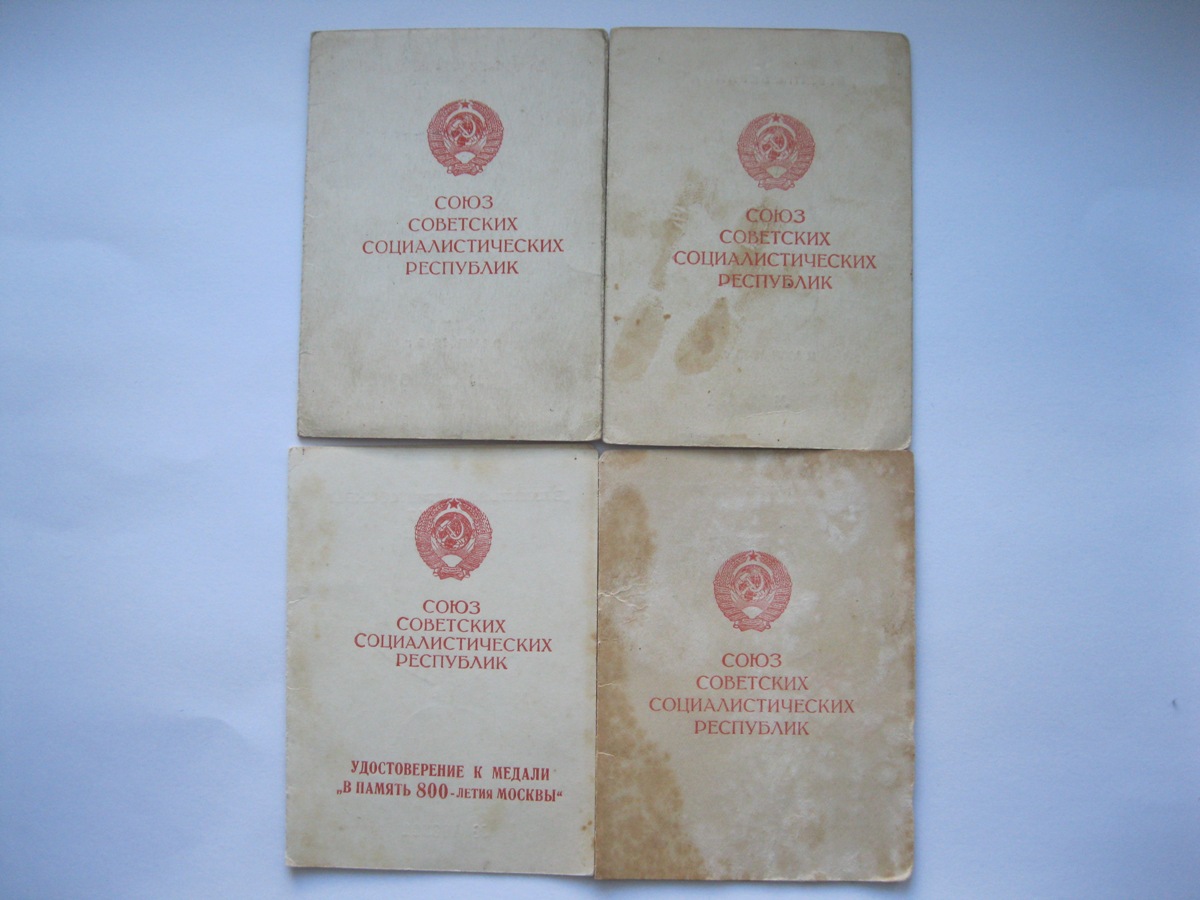 СОЮЗ
СОВЕТСКИХ
СОЦИАЛИСТИЧЕСКИХ
РЕСПУБЛИК
СОЮЗ
СОВЕТСКИХ
СОЦИАЛИСТИЧЕСКИХ
РЕСПУБЛИК
СОЮЗ
СОВЕТСКИХ
СОЦИАЛИСТИЧЕСКИХ
РЕСПУБЛИК
УДОСТОВЕРЕНИЕ К МЕДАЛИ
„В ПАМЯТЬ 800-ЛЕТИЯ МОСКВЫ“
СОЮЗ
СОВЕТСКИХ
СОЦИАЛИСТИЧЕСКИХ
РЕСПУБЛИК